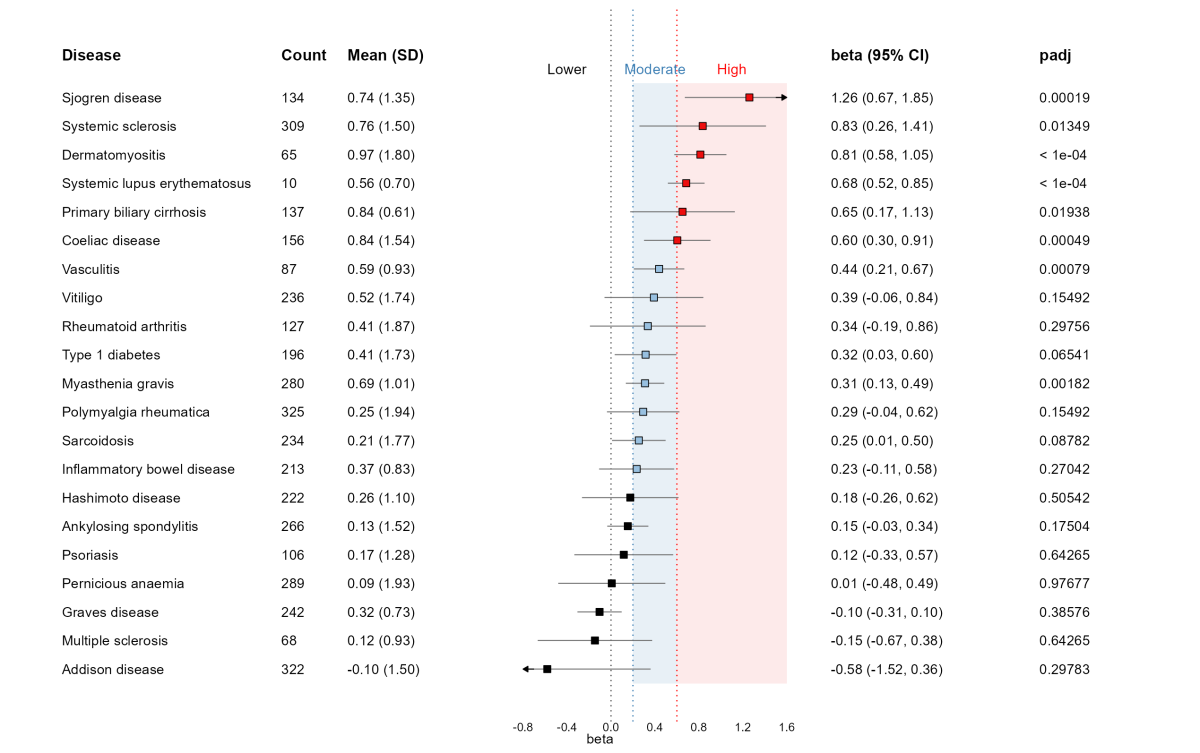 Disease Count Mean (SD) beta (95% CI) padj
Lower Moderate High
Sjogren disease 134 0.74 (1.35) 1.26 (0.67, 1.85) 0.00019
Systemic sclerosis 309 0.76 (1.50) 0.83 (0.26, 1.41) 0.01349
Dermatomyositis 65 0.97 (1.80) 0.81 (0.58, 1.05) < 1e-04
Systemic lupus erythematosus 10 0.56 (0.70) 0.68 (0.52, 0.85) < 1e-04
Primary biliary cirrhosis 137 0.84 (0.61) 0.65 (0.17, 1.13) 0.01938
Coeliac disease 156 0.84 (1.54) 0.60 (0.30, 0.91) 0.00049
Vasculitis 87 0.59 (0.93) 0.44 (0.21, 0.67) 0.00079
Vitiligo 236 0.52 (1.74) 0.39 (-0.06, 0.84) 0.15492
Rheumatoid arthritis 127 0.41 (1.87) 0.34 (-0.19, 0.86) 0.29756
Type 1 diabetes 196 0.41 (1.73) 0.32 (0.03, 0.60) 0.06541
Myasthenia gravis 280 0.69 (1.01) 0.31 (0.13, 0.49) 0.00182
Polymyalgia rheumatica 325 0.25 (1.94) 0.29 (-0.04, 0.62) 0.15492
Sarcoidosis 234 0.21 (1.77) 0.25 (0.01, 0.50) 0.08782
Inflammatory bowel disease 213 0.37 (0.83) 0.23 (-0.11, 0.58) 0.27042
Hashimoto disease 222 0.26 (1.10) 0.18 (-0.26, 0.62) 0.50542
Ankylosing spondylitis 266 0.13 (1.52) 0.15 (-0.03, 0.34) 0.17504
Psoriasis 106 0.17 (1.28) 0.12 (-0.33, 0.57) 0.64265
Pernicious anaemia 289 0.09 (1.93) 0.01 (-0.48, 0.49) 0.97677
Graves disease 242 0.32 (0.73) -0.10 (-0.31, 0.10) 0.38576
Multiple sclerosis 68 0.12 (0.93) -0.15 (-0.67, 0.38) 0.64265
Addison disease 322 -0.10 (1.50) -0.58 (-1.52, 0.36) 0.29783
-0.8 -0.4 0.0 0.4 0.8 1.2 1.6
beta